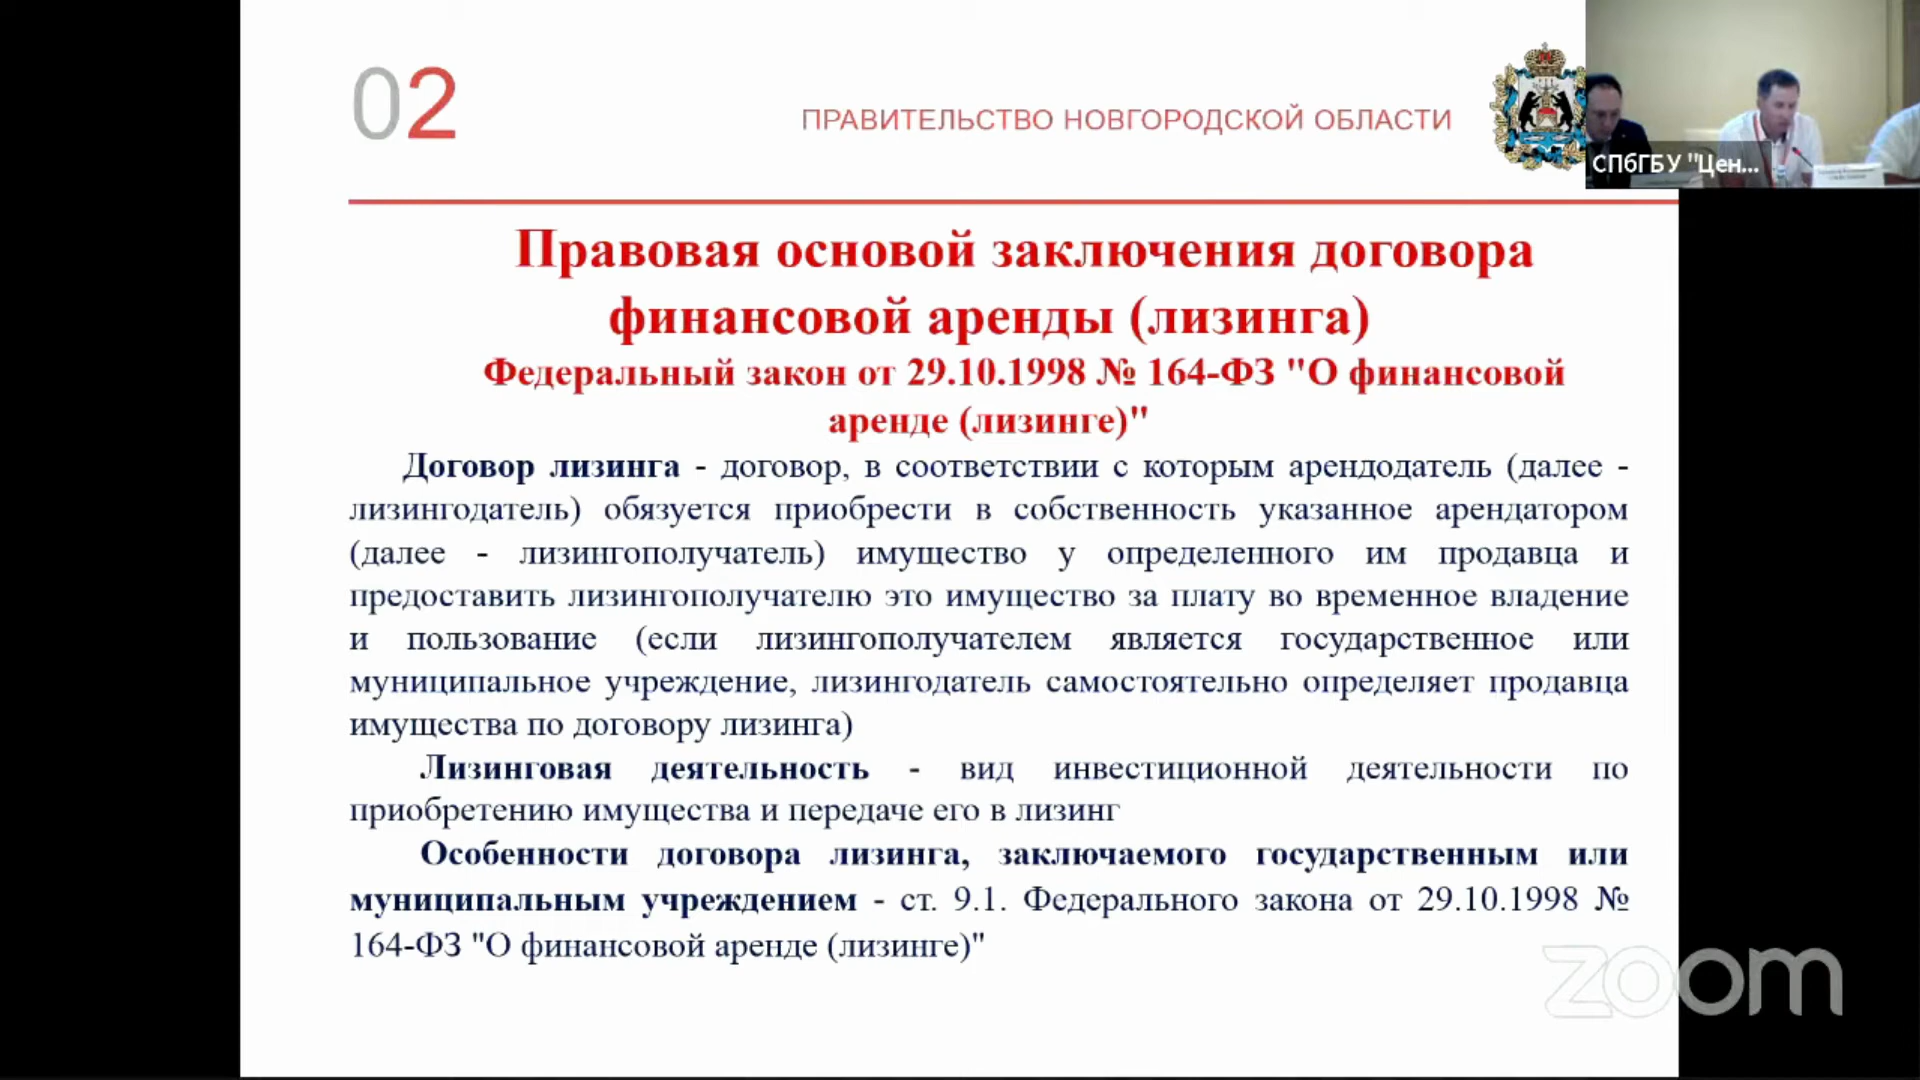 02
ПРАВИТЕЛЬСТВО НОВГОРОДСКОЙ ОБЛАСТИ
СПбГБУ "Цен...
Правовая основой заключения договора
финансовой аренды (лизинга)
Федеральный закон от 29.10.1998 № 164-ФЗ "О финансовой
аренде (лизинге)"
Договор лизинга - договор, в соответствии с которым арендодатель (далее -
лизингодатель) обязуется приобрести в собственность указанное арендатором
(далее - лизингополучатель) имущество у определенного им продавца и
предоставить лизингополучателю это имущество за плату во временное владение
и пользование (если лизингополучателем является государственное или
муниципальное учреждение, лизингодатель самостоятельно определяет продавца
имущества по договору лизинга)
Лизинговая деятельность - вид инвестиционной деятельности по
приобретению имущества и передаче его в лизинг
Особенности договора лизинга, заключаемого государственным или
муниципальным учреждением - ст. 9.1. Федерального закона от 29.10.1998 №
164-ФЗ "О финансовой аренде (лизинге)"
zoom